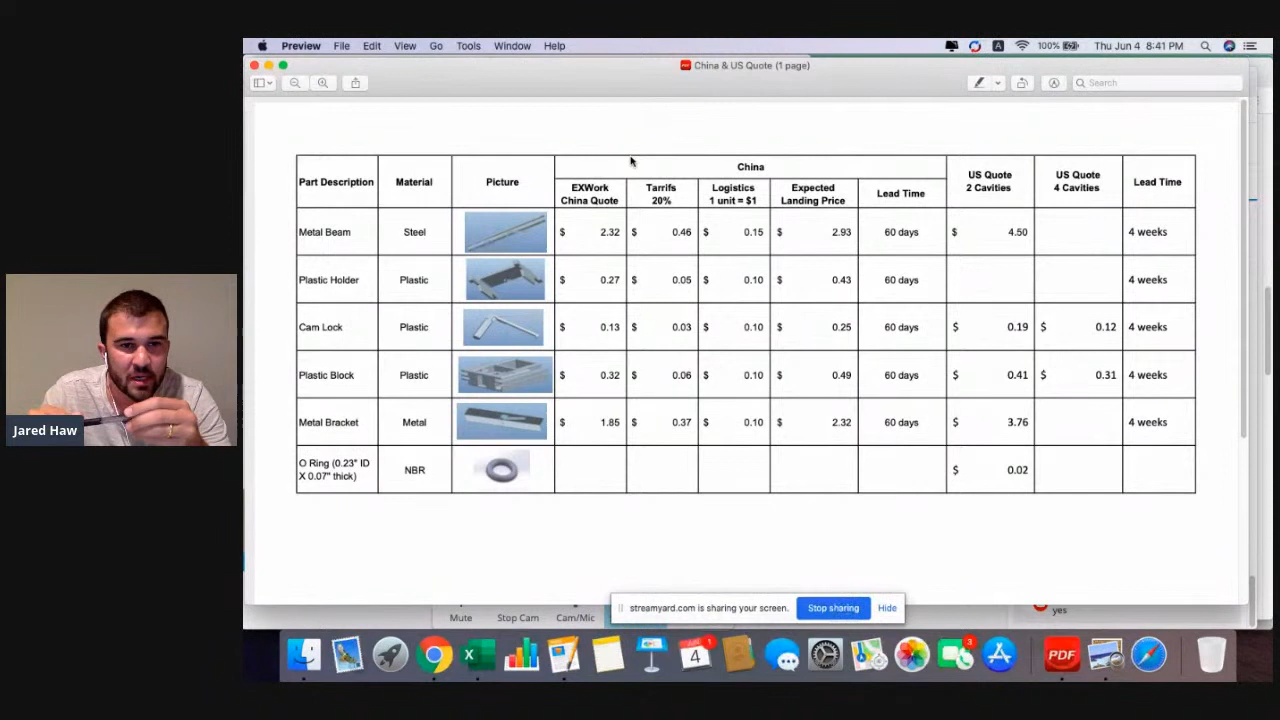 Preview File Edit View Go Tools Window Help
100% Thu Jun 4 8:41 PM
China & US Quote (1 page)
Search
Part Description Material Picture China US Quote 2 Cavities US Quote 4 Cavities Lead Time
EXWork China Quote Tarrifs 20% Logistics 1 unit = $1 Expected Landing Price Lead Time
Metal Beam Steel $ 2.32 $ 0.46 $ 0.15 $ 2.93 60 days $ 4.50 4 weeks
Plastic Holder Plastic $ 0.27 $ 0.05 $ 0.10 $ 0.43 60 days 4 weeks
Cam Lock Plastic $ 0.13 $ 0.03 $ 0.10 $ 0.25 60 days $ 0.19 $ 0.12 4 weeks
Plastic Block Plastic $ 0.32 $ 0.06 $ 0.10 $ 0.49 60 days $ 0.41 $ 0.31 4 weeks
Metal Bracket Metal $ 1.85 $ 0.37 $ 0.10 $ 2.32 60 days $ 3.76 4 weeks
O Ring (0.23" ID X 0.07" thick) NBR $ 0.02
Jared Haw
streamyard.com is sharing your screen. Stop sharing Hide
Mute Stop Cam Cam/Mic
yes
4 1 3
PDF